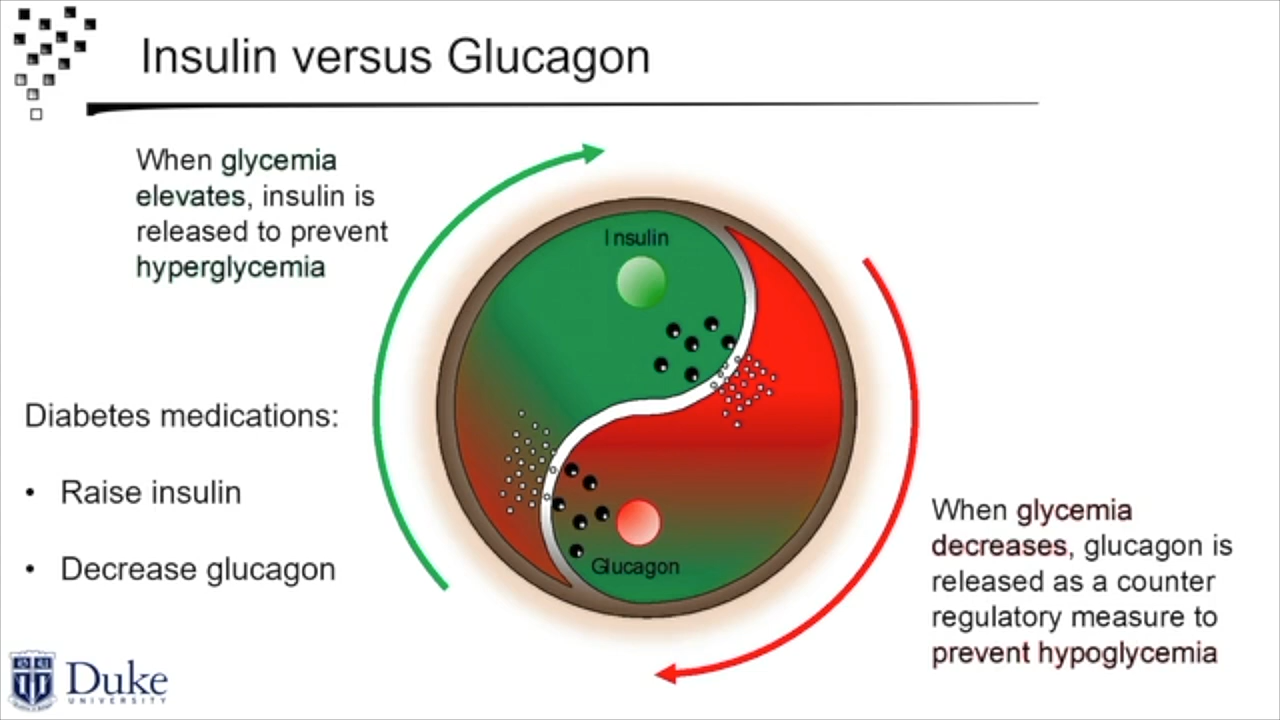 Insulin versus Glucagon
When glycemia
elevates, insulin is
released to prevent
hyperglycemia
Insulin
Diabetes medications:
• Raise insulin
• Decrease glucagon
Glucagon
When glycemia
decreases, glucagon is
released as a counter
regulatory measure to
prevent hypoglycemia
Duke
UNIVERSITY